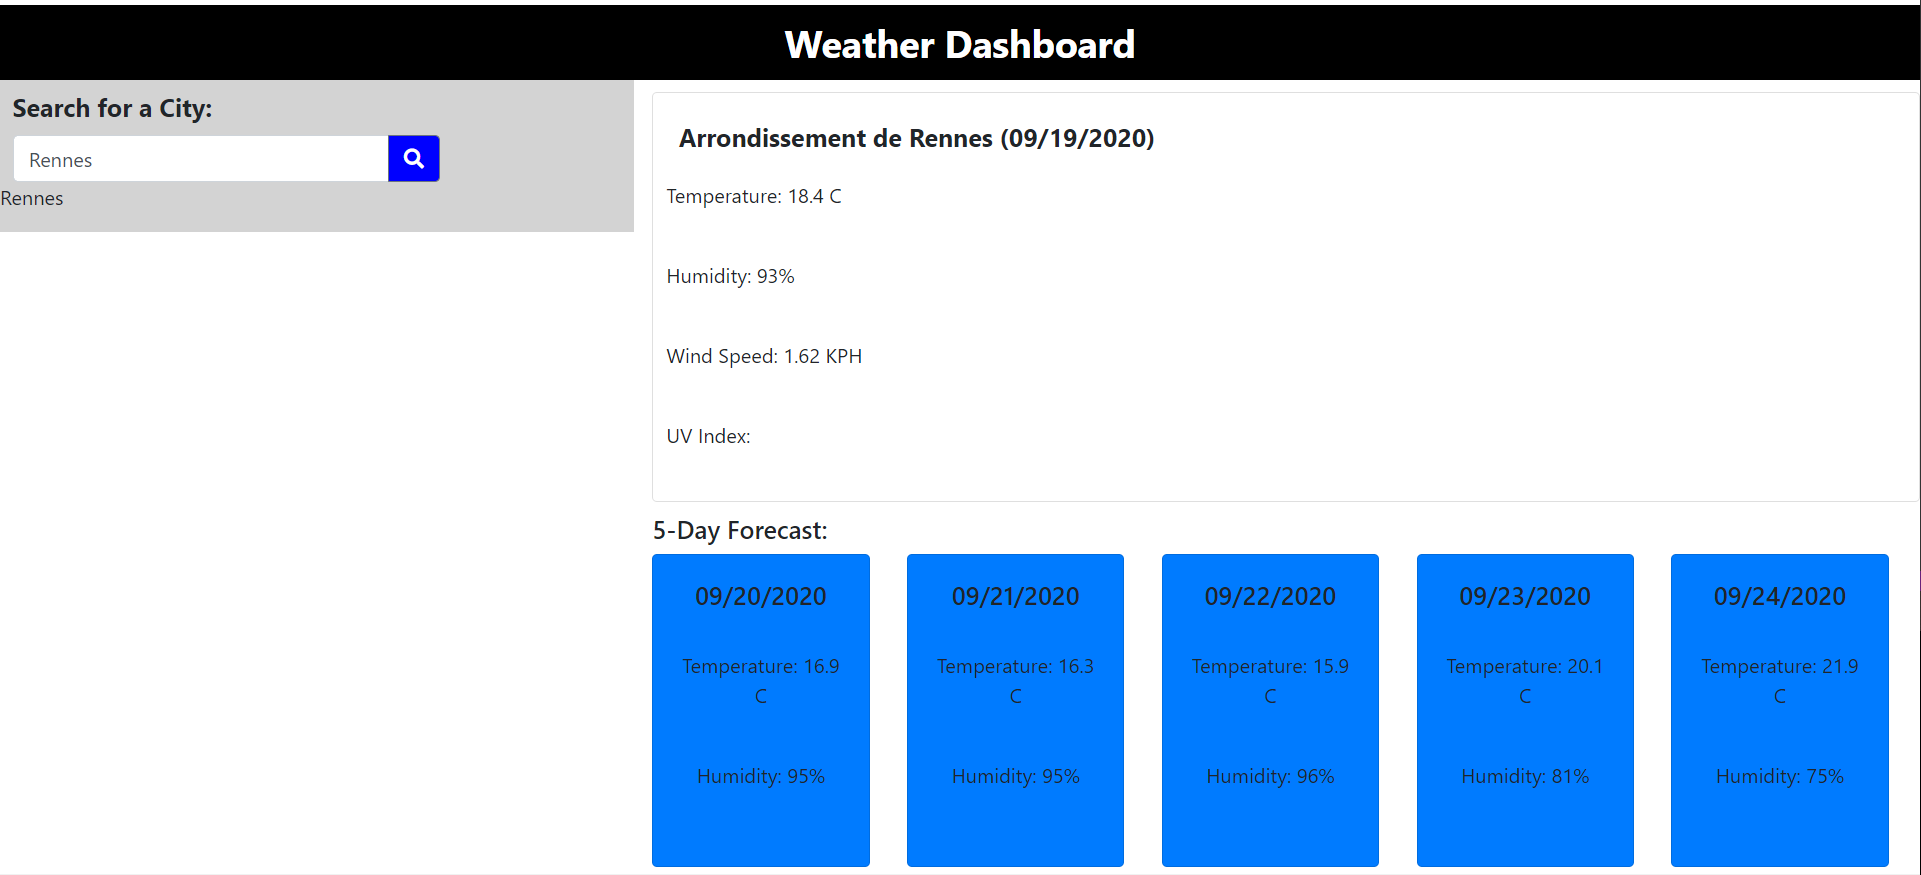 Weather Dashboard
Search for a City:
Rennes
Rennes
Arrondissement de Rennes (09/19/2020)
Temperature: 18.4 C
Humidity: 93%
Wind Speed: 1.62 KPH
UV Index:
5-Day Forecast:
09/20/2020
Temperature: 16.9
C
Humidity: 95%
09/21/2020
Temperature: 16.3
C
Humidity: 95%
09/22/2020
Temperature: 15.9
C
Humidity: 96%
09/23/2020
Temperature: 20.1
C
Humidity: 81%
09/24/2020
Temperature: 21.9
C
Humidity: 75%